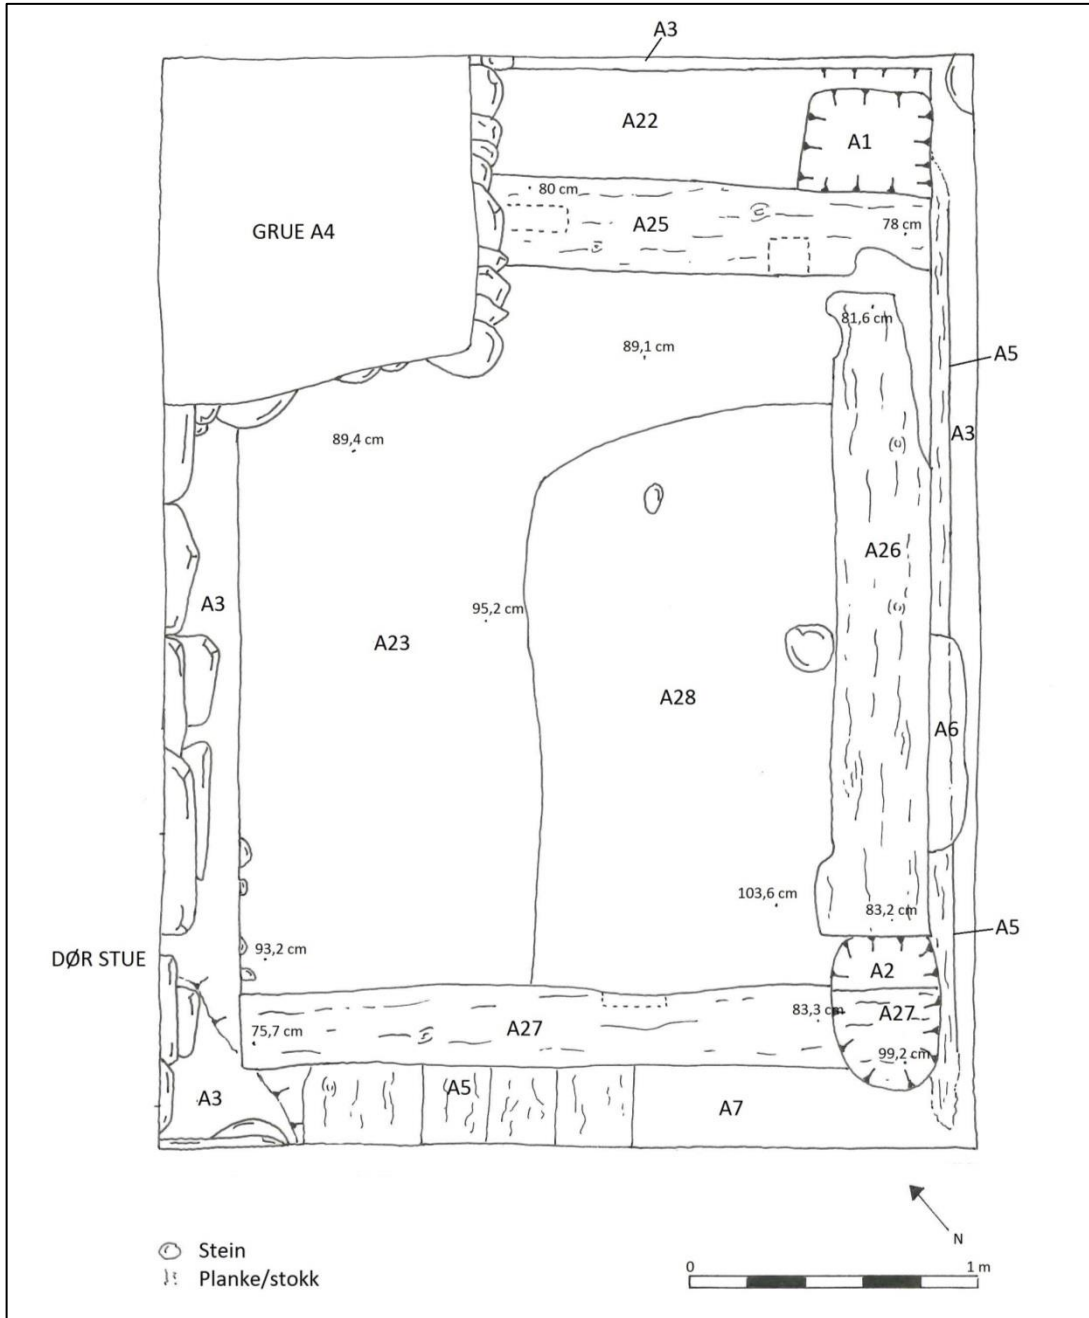 A3
A22
A1
80 cm
GRUE A4
A25
78 cm
81,6 cm
89,1 cm
A5
89,4 cm
A3
A26
A3
95,2 cm
A23
A28
A6
103,6 cm
83,2 cm
A5
DØR STUE
93,2 cm
A2
75,7 cm
A27
83,3 cm
A27
99,2 cm
A5
A3
A7
N
Stein
Planke/stokk
0 1 m